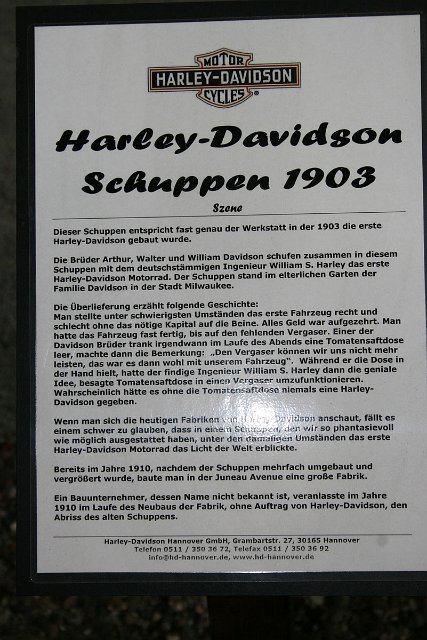 MOTOR
HARLEY-DAVIDSON
CYCLES®
Harley-Davidson
Schuppen 1903
Szene
Dieser Schuppen entspricht fast genau der Werkstatt in der 1903 die erste
Harley-Davidson gebaut wurde.
Die Brüder Arthur, Walter und William Davidson schufen zusammen in diesem
Schuppen mit dem deutschstämmigen Ingenieur William S. Harley das erste
Harley-Davidson Motorrad. Der Schuppen stand im elterlichen Garten der
Familie Davidson in der Stadt Milwaukee.
Die Überlieferung erzählt folgende Geschichte:
Man stellte unter schwierigsten Umständen das erste Fahrzeug recht und
schlecht ohne das nötige Kapital auf die Beine. Alles Geld war aufgezehrt. Man
hatte das Fahrzeug fast fertig, bis auf den fehlenden Vergaser. Einer der
Davidson Brüder trank irgendwann im Laufe des Abends eine Tomatensaftdose
leer, machte dann die Bemerkung: „Den Vergaser können wir uns nicht mehr
leisten, das war es dann wohl mit unserem Fahrzeug". Während er die Dose in
der Hand hielt, hatte der findige Ingenieur William S. Harley dann die geniale
Idee, besagte Tomatensaftdose in einen Vergaser umzufunktionieren.
Wahrscheinlich hätte es ohne die Tomatensaftdose niemals eine Harley-
Davidson gegeben.
Wenn man sich die heutigen Fabriken von Harley-Davidson anschaut, fällt es
einem schwer zu glauben, dass in einem Schuppen, den wir so phantasievoll
wie möglich ausgestattet haben, unter den damaligen Umständen das erste
Harley-Davidson Motorrad das Licht der Welt erblickte.
Bereits im Jahre 1910, nachdem der Schuppen mehrfach umgebaut und
vergrößert wurde, baute man in der Juneau Avenue eine große Fabrik.
Ein Bauunternehmer, dessen Name nicht bekannt ist, veranlasste im Jahre
1910 im Laufe des Neubaus der Fabrik, ohne Auftrag von Harley-Davidson, den
Abriss des alten Schuppens.
Harley-Davidson Hannover GmbH, Grambartstr. 27, 30165 Hannover
Telefon 0511 / 350 36 72, Telefax 0511 / 350 36 92
info@hd-hannover.de, www.hd-hannover.de